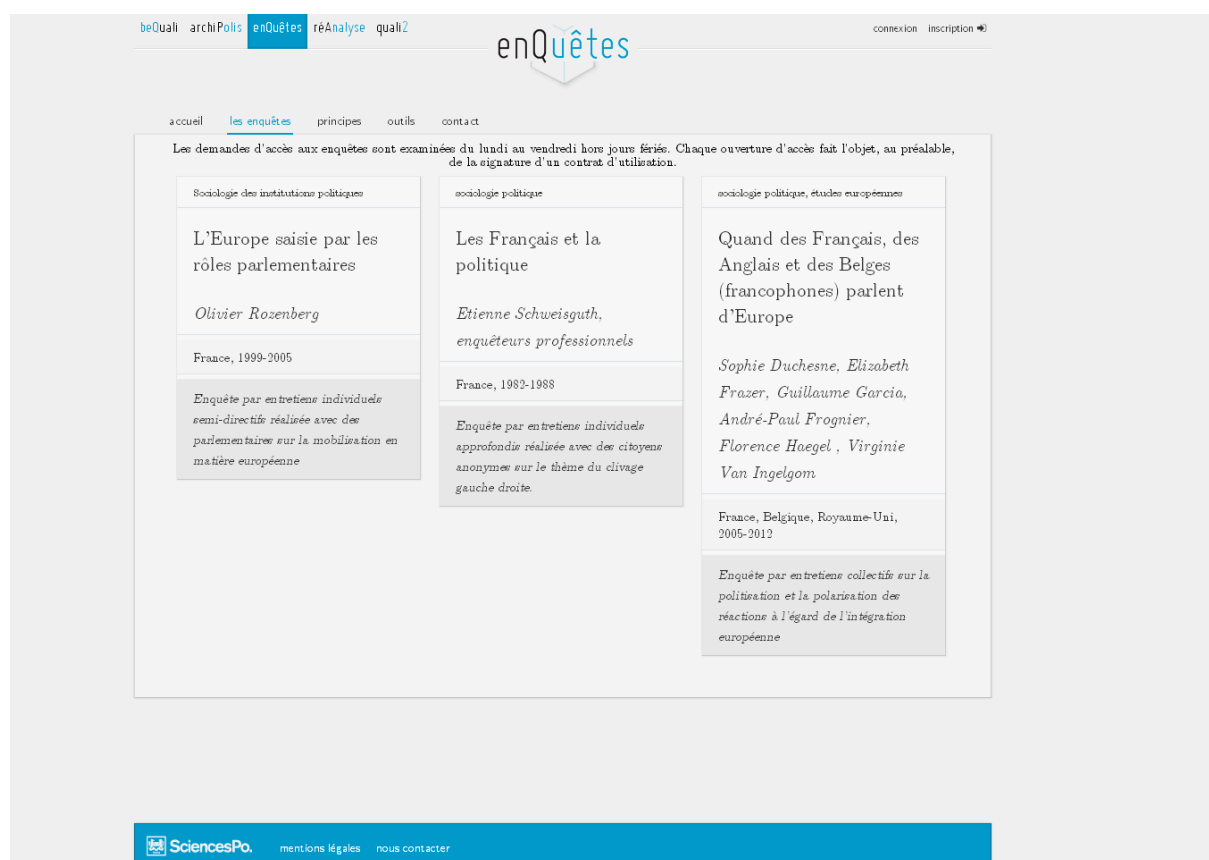 beQuali archiPolis enQuêtes réAnalyse quali2
enQuêtes
connexion inscription
accueil les enquêtes principes outils contact
Les demandes d'accès aux enquêtes sont examinées du lundi au vendredi hors jours fériés. Chaque ouverture d'accès fait l'objet, au préalable,
de la signature d'un contrat d'utilisation.
Sociologie des institutions politiques
L'Europe saisie par les
rôles parlementaires
Olivier Rozenberg
France, 1999-2005
Enquête par entretiens individuels
semi-directifs réalisée avec des
parlementaires sur la mobilisation en
matière européenne
sociologie politique
Les Français et la
politique
Etienne Schweisguth,
enquêteurs professionnels
France, 1982-1988
Enquête par entretiens individuels
approfondis réalisée avec des citoyens
anonymes sur le thème du clivage
gauche droite.
sociologie politique, études européennes
Quand des Français, des
Anglais et des Belges
(francophones) parlent
d'Europe
Sophie Duchesne, Elizabeth
Frazer, Guillaume Garcia,
André-Paul Frognier,
Florence Haegel , Virginie
Van Ingelgom
France, Belgique, Royaume-Uni,
2005-2012
Enquête par entretiens collectifs sur la
politisation et la polarisation des
réactions à l'égard de l'intégration
européenne
SciencesPo. mentions légales nous contacter